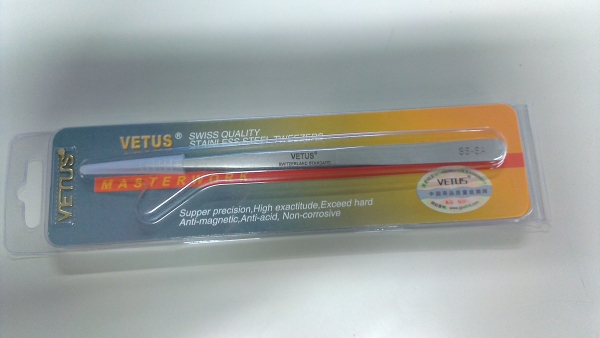 VETUS®
SWISS QUALITY
STAINLESS STEEL TWEEZERS
VETUS®
SWITZERLAND STANDARD
MASTERWORK
VETUS
Supper precision,High exactitude,Exceed hard
Anti-magnetic,Anti-acid, Non-corrosive
VETUS®